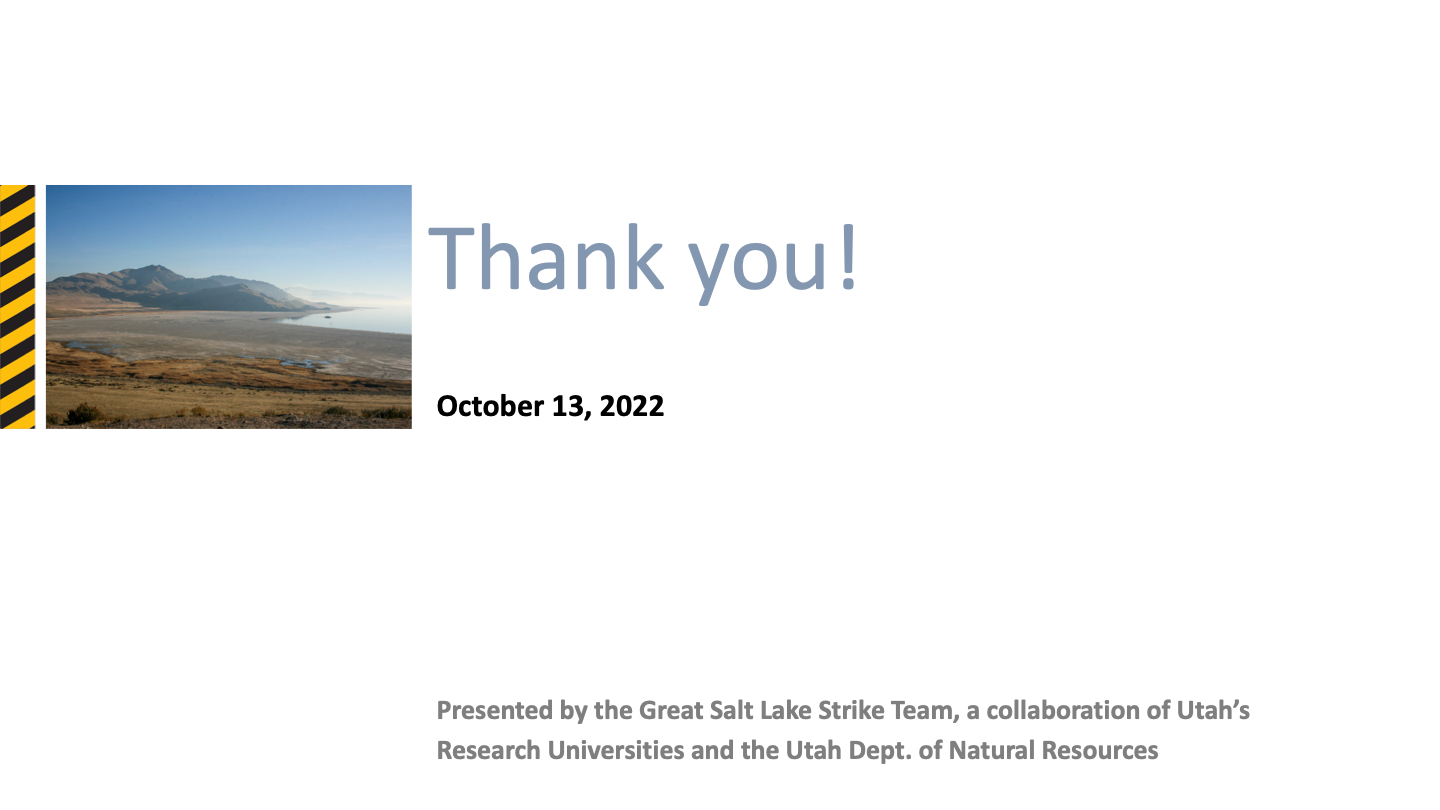 Thank you!
October 13, 2022
Presented by the Great Salt Lake Strike Team, a collaboration of Utah’s
Research Universities and the Utah Dept. of Natural Resources